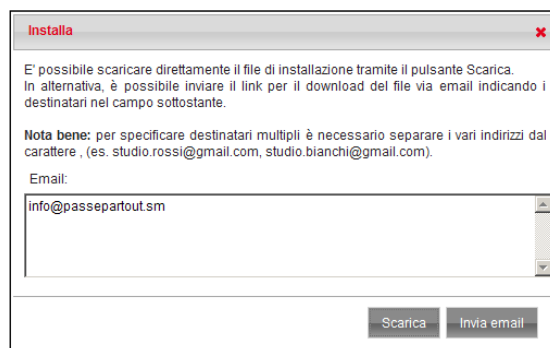 Installa
E' possibile scaricare direttamente il file di installazione tramite il pulsante Scarica.
In alternativa, è possibile inviare il link per il download del file via email indicando i
destinatari nel campo sottostante.
Nota bene: per specificare destinatari multipli è necessario separare i vari indirizzi dal
carattere , (es. studio.rossi@gmail.com, studio.bianchi@gmail.com).
Email:
info@passepartout.sm
Scarica
Invia email